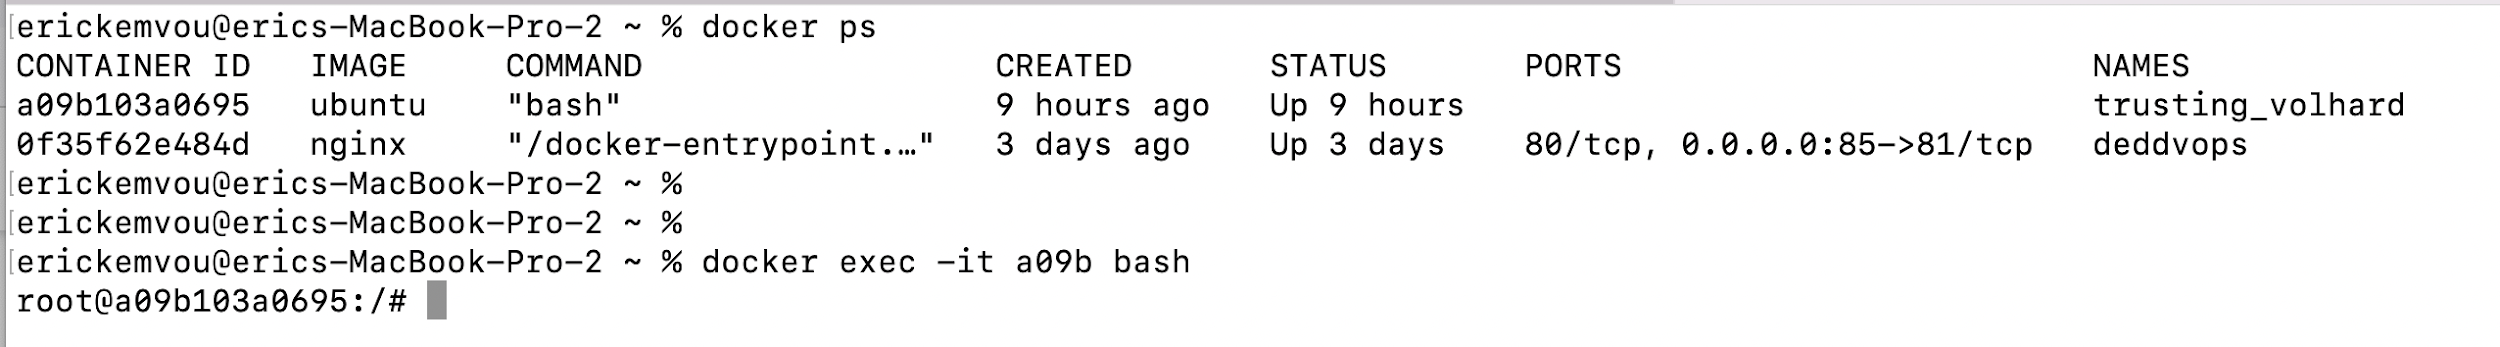 [erickemvou@erics-MacBook-Pro-2 ~ % docker ps
CONTAINER ID   IMAGE     COMMAND                  CREATED       STATUS       PORTS                        NAMES
a09b103a0695   ubuntu    "bash"                   9 hours ago   Up 9 hours                                trusting_volhard
0f35f62e484d   nginx     "/docker-entrypoint.…"   3 days ago    Up 3 days    80/tcp, 0.0.0.0:85->81/tcp   deddvops
[erickemvou@erics-MacBook-Pro-2 ~ %
[erickemvou@erics-MacBook-Pro-2 ~ %
[erickemvou@erics-MacBook-Pro-2 ~ % docker exec -it a09b bash
root@a09b103a0695:/#